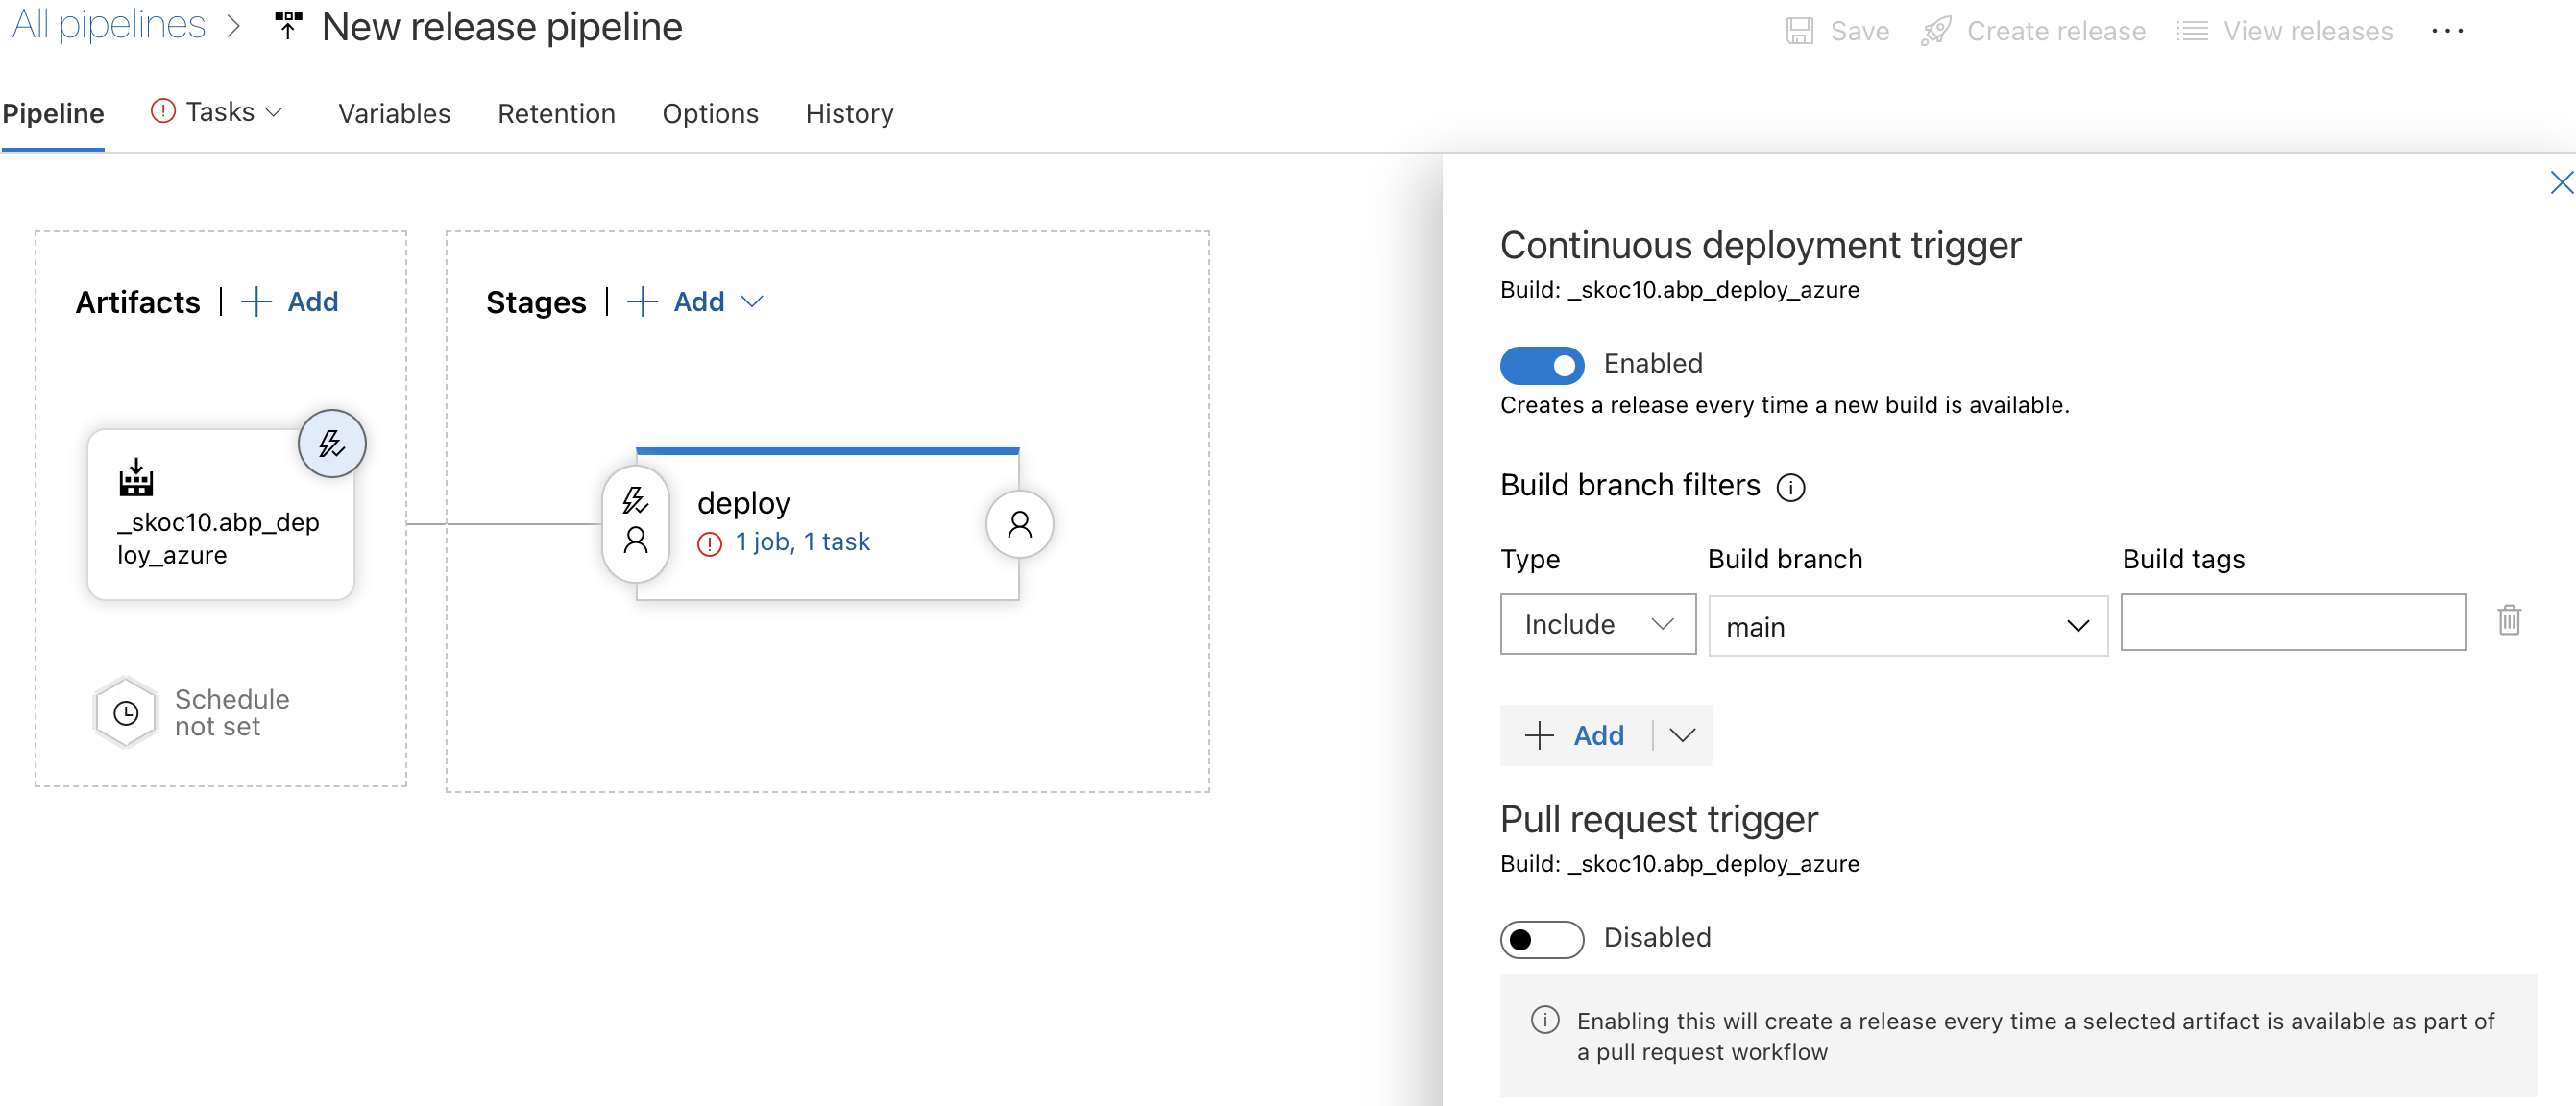 All pipelines > New release pipeline
Save Create release View releases ...
Pipeline Tasks Variables Retention Options History
Artifacts | + Add
Stages | + Add
_skoc10.abp_dep
loy_azure
Schedule
not set
deploy
1 job, 1 task
Continuous deployment trigger
Build: _skoc10.abp_deploy_azure
Enabled
Creates a release every time a new build is available.
Build branch filters
Type Build branch Build tags
Include main
+ Add
Pull request trigger
Build: _skoc10.abp_deploy_azure
Disabled
Enabling this will create a release every time a selected artifact is available as part of
a pull request workflow